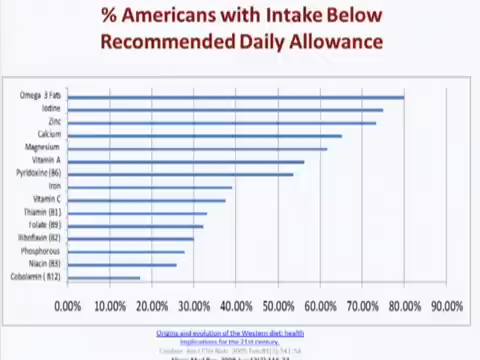 % Americans with Intake Below
Recommended Daily Allowance
Omega 3 Fats
Iodine
Zinc
Calcium
Magnesium
Vitamin A
Pyridoxine (B6)
Iron
Vitamin C
Thiamin (B1)
Folate (B9)
Riboflavin (B2)
Phosphorous
Niacin (B3)
Cobolamin ( B12)
0.00% 10.00% 20.00% 30.00% 40.00% 50.00% 60.00% 70.00% 80.00% 90.00%
Origins and evolution of the Western diet: health
implications for the 21st century.